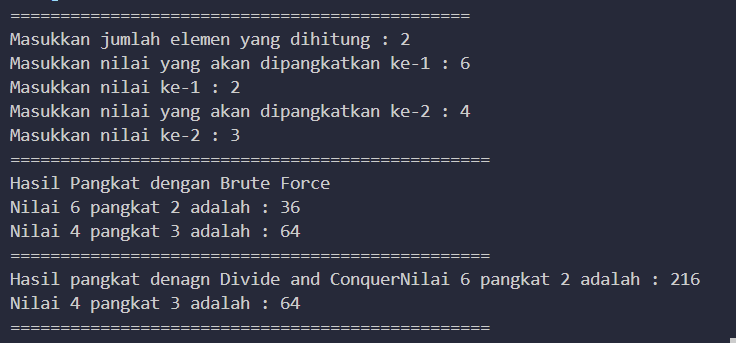 ==============================================
Masukkan jumlah elemen yang dihitung : 2
Masukkan nilai yang akan dipangkatkan ke-1 : 6
Masukkan nilai ke-1 : 2
Masukkan nilai yang akan dipangkatkan ke-2 : 4
Masukkan nilai ke-2 : 3
================================================
Hasil Pangkat dengan Brute Force
Nilai 6 pangkat 2 adalah : 36
Nilai 4 pangkat 3 adalah : 64
================================================
Hasil pangkat denagn Divide and ConquerNilai 6 pangkat 2 adalah : 216
Nilai 4 pangkat 3 adalah : 64
================================================